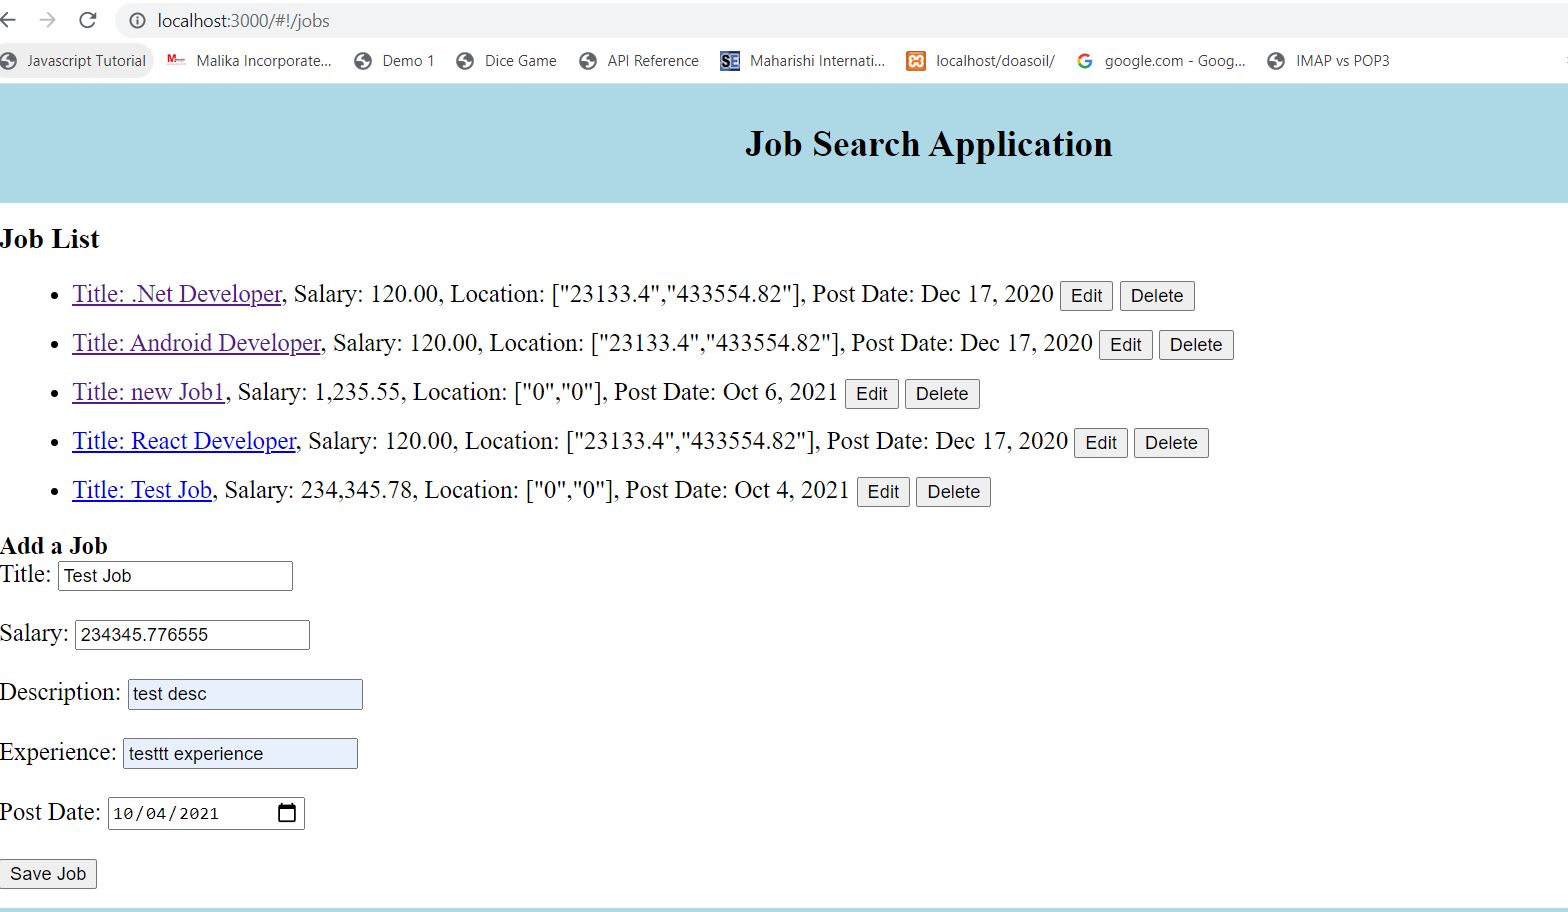 localhost:3000/#!/jobs
Javascript Tutorial Malika Incorporate... Demo 1 Dice Game API Reference SE Maharishi Internati... localhost/doasoil/ google.com - Goog... IMAP vs POP3
Job Search Application
Job List
• Title: .Net Developer, Salary: 120.00, Location: ["23133.4","433554.82"], Post Date: Dec 17, 2020 Edit Delete
• Title: Android Developer, Salary: 120.00, Location: ["23133.4","433554.82"], Post Date: Dec 17, 2020 Edit Delete
• Title: new Job1, Salary: 1,235.55, Location: ["0","0"], Post Date: Oct 6, 2021 Edit Delete
• Title: React Developer, Salary: 120.00, Location: ["23133.4","433554.82"], Post Date: Dec 17, 2020 Edit Delete
• Title: Test Job, Salary: 234,345.78, Location: ["0","0"], Post Date: Oct 4, 2021 Edit Delete
Add a Job
Title: Test Job
Salary: 234345.776555
Description: test desc
Experience: testtt experience
Post Date: 10/04/2021
Save Job